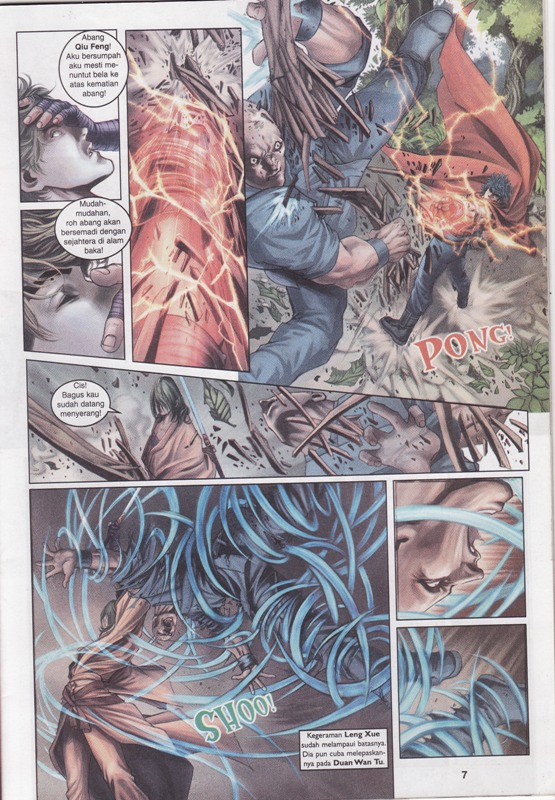 Abang
Qiu Feng!
Aku bersumpah
aku mesti me-
nuntut bela ke
atas kematian
abang!
Mudah-
mudahan,
roh abang akan
bersemadi dengan
sejahtera di alam
baka!
PONG!
Cis!
Bagus kau
sudah datang
menyerang!
SHOO!
Kegeraman Leng Xue
sudah melampaui batasnya.
Dia pun cuba melepaskan-
nya pada Duan Wan Tu.
7